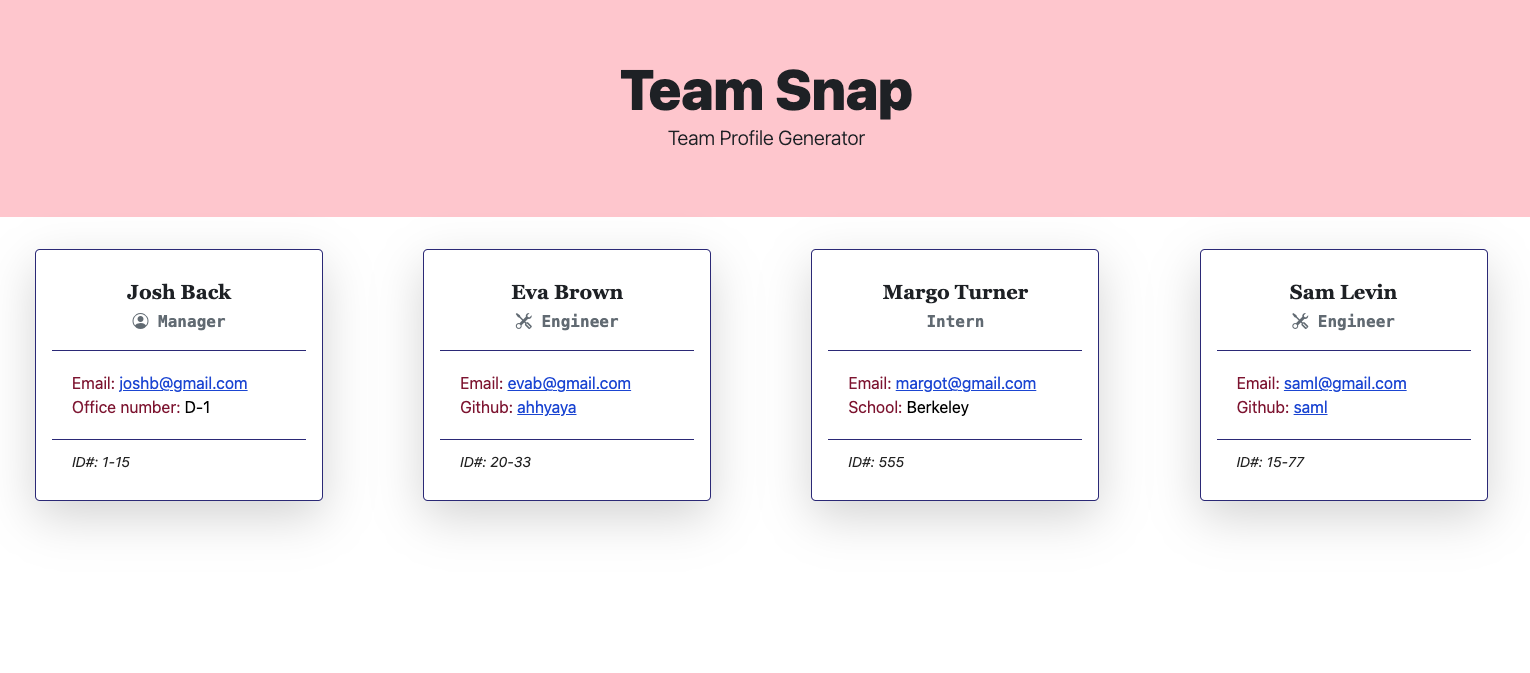 Team Snap
Team Profile Generator
Josh Back
Manager
Email: joshb@gmail.com
Office number: D-1
ID#: 1-15
Eva Brown
Engineer
Email: evab@gmail.com
Github: ahhyaya
ID#: 20-33
Margo Turner
Intern
Email: margot@gmail.com
School: Berkeley
ID#: 555
Sam Levin
Engineer
Email: saml@gmail.com
Github: saml
ID#: 15-77